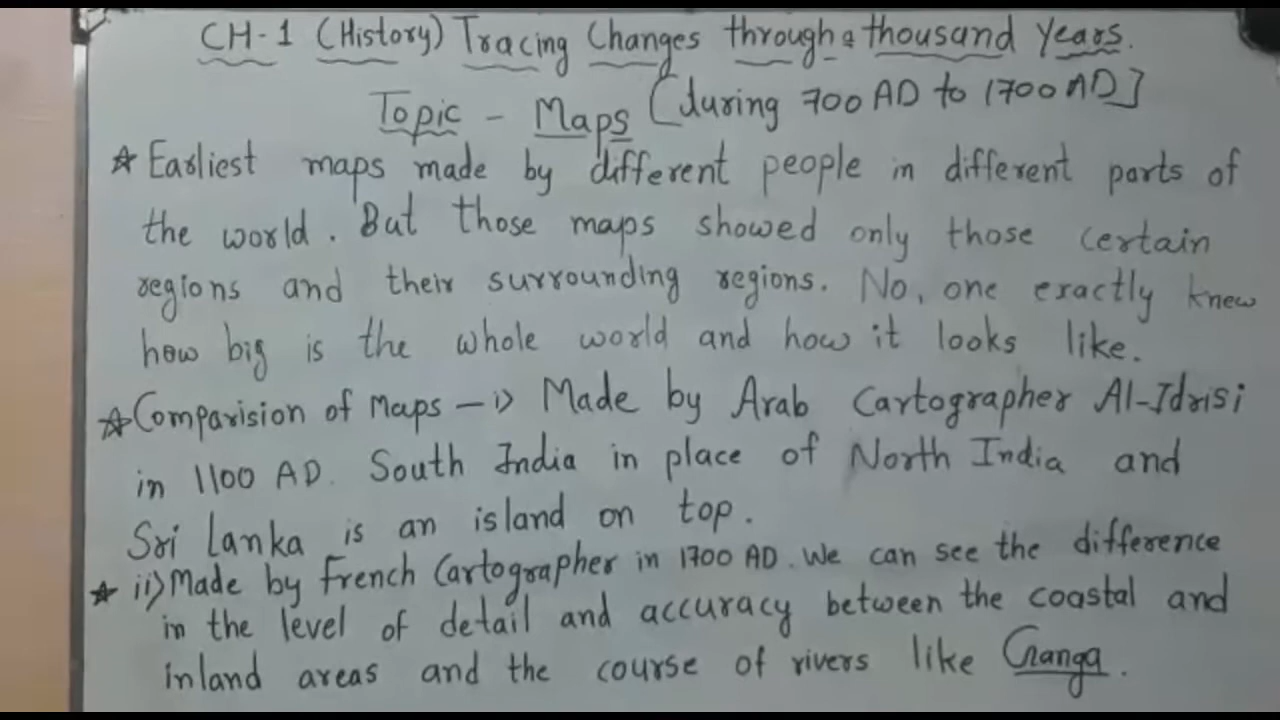 CH-1 (History) Tracing Changes through a thousand Years.
Topic - Maps [during 700 AD to 1700 AD]
☆ Earliest maps made by different people in different parts of
the world. But those maps showed only those certain
regions and their surrounding regions. No, one exactly knew
how big is the whole world and how it looks like.
☆ Comparision of Maps - i) Made by Arab Cartographer Al-Idrisi
in 1100 AD. South India in place of North India and
Sri Lanka is an island on top.
☆ ii) Made by French Cartographer in 1700 AD. We can see the difference
in the level of detail and accuracy between the coastal and
inland areas and the course of rivers like Ganga.